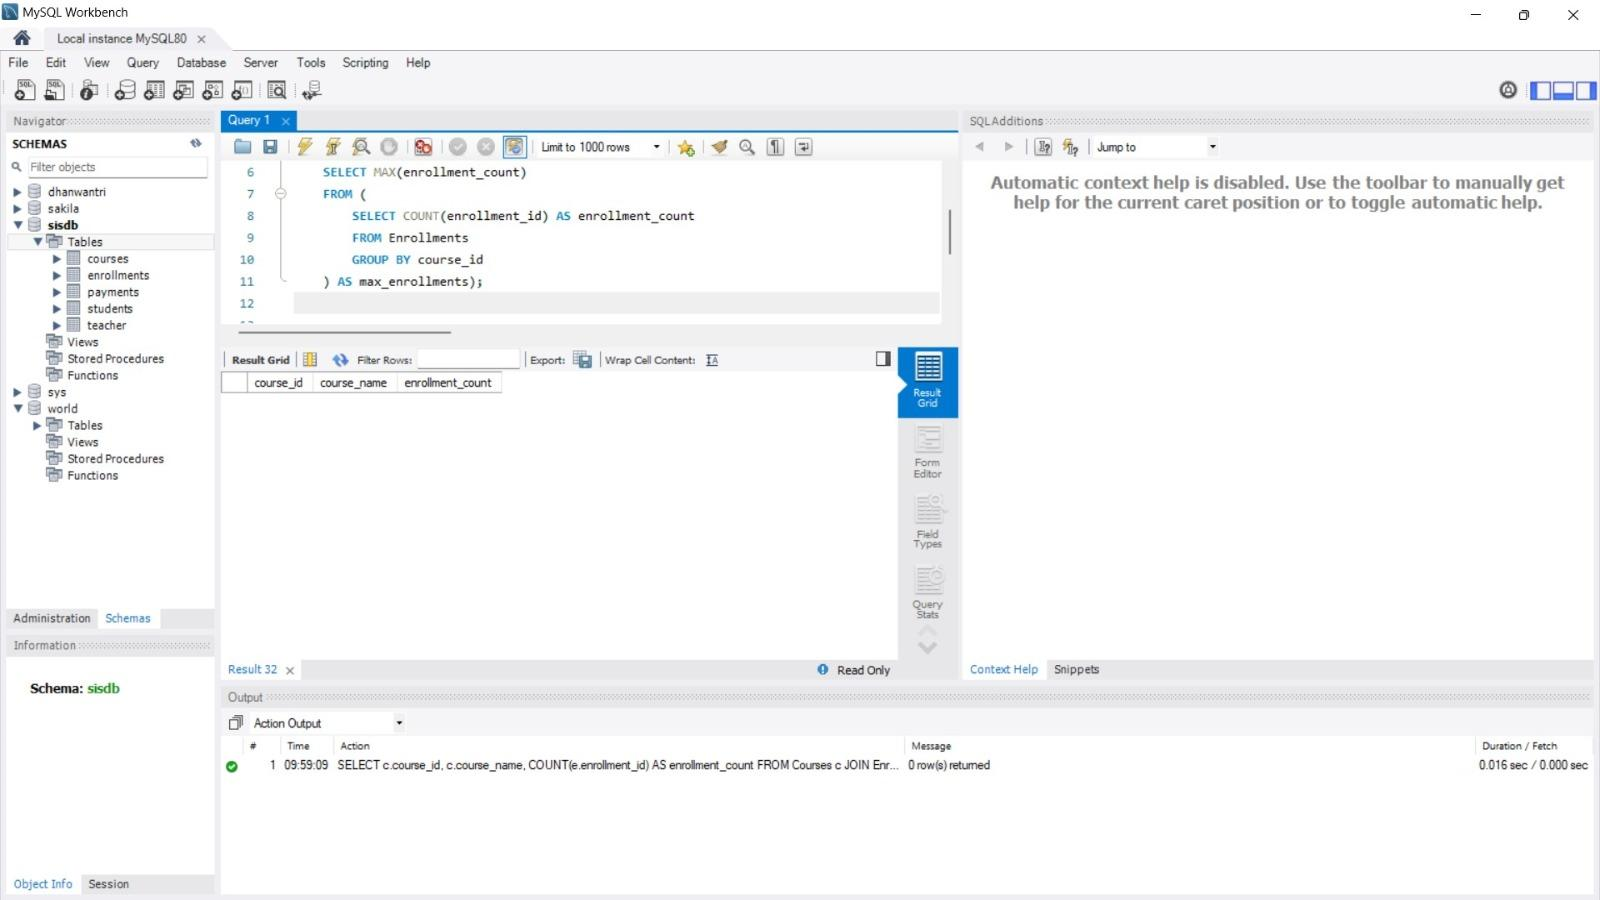 MySQL Workbench
Local instance MySQL80
File Edit View Query Database Server Tools Scripting Help
Navigator
SCHEMAS
Filter objects
dhanwantri
sakila
sisdb
Tables
courses
enrollments
payments
students
teacher
Views
Stored Procedures
Functions
sys
world
Tables
Views
Stored Procedures
Functions
Administration Schemas
Information
Schema: sisdb
Object Info Session
Query 1
Limit to 1000 rows
6 SELECT MAX(enrollment_count)
7 FROM (
8 SELECT COUNT(enrollment_id) AS enrollment_count
9 FROM Enrollments
10 GROUP BY course_id
11 ) AS max_enrollments);
12
Result Grid Filter Rows: Export: Wrap Cell Content:
course_id course_name enrollment_count
Result Grid
Form Editor
Field Types
Query Stats
Result 32 Read Only
SQLAdditions
Jump to
Automatic context help is disabled. Use the toolbar to manually get
help for the current caret position or to toggle automatic help.
Context Help Snippets
Output
Action Output
# Time Action Message Duration / Fetch
1 09:59:09 SELECT c.course_id, c.course_name, COUNT(e.enrollment_id) AS enrollment_count FROM Courses c JOIN Enr... 0 row(s) returned 0.016 sec / 0.000 sec